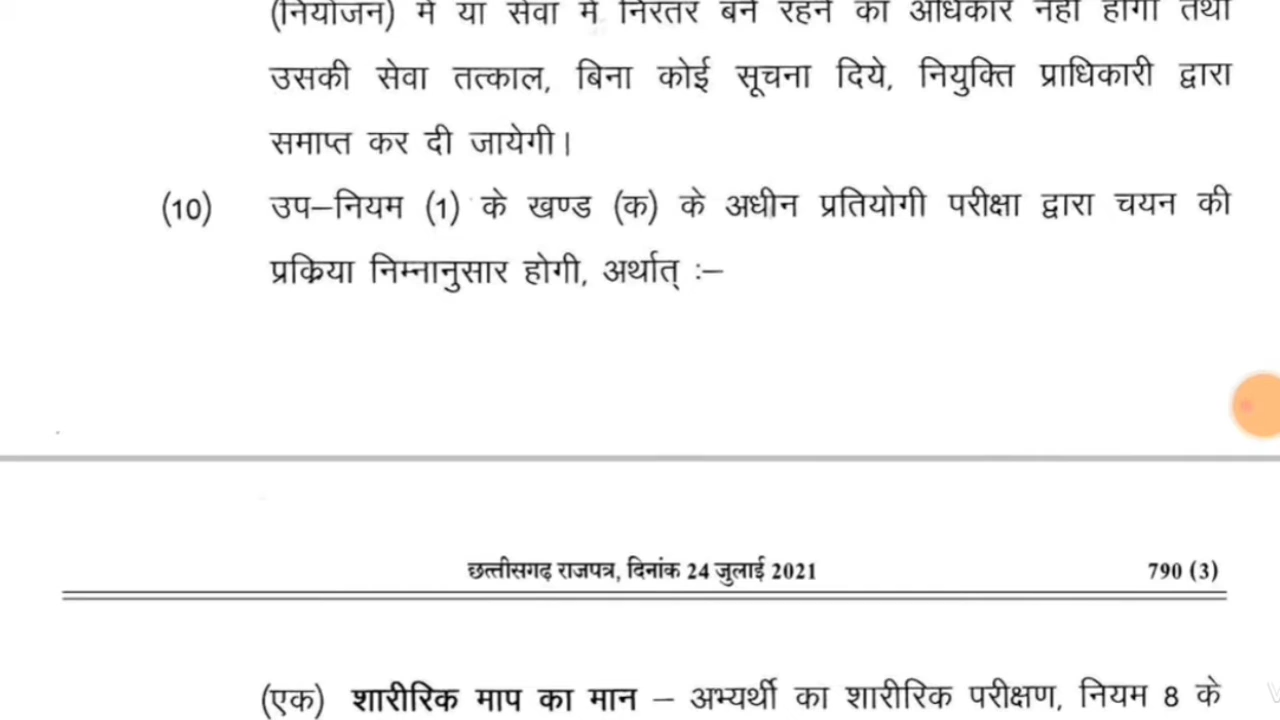 (नियोजन) में या सेवा में निरंतर बने रहने का अधिकार नहीं होगा तथा
उसकी सेवा तत्काल, बिना कोई सूचना दिये, नियुक्ति प्राधिकारी द्वारा
समाप्त कर दी जायेगी।
(10) उप–नियम (1) के खण्ड (क) के अधीन प्रतियोगी परीक्षा द्वारा चयन की
प्रक्रिया निम्नानुसार होगी, अर्थात् :–
छत्तीसगढ़ राजपत्र, दिनांक 24 जुलाई 2021 790 (3)
(एक) शारीरिक माप का मान – अभ्यर्थी का शारीरिक परीक्षण, नियम 8 के